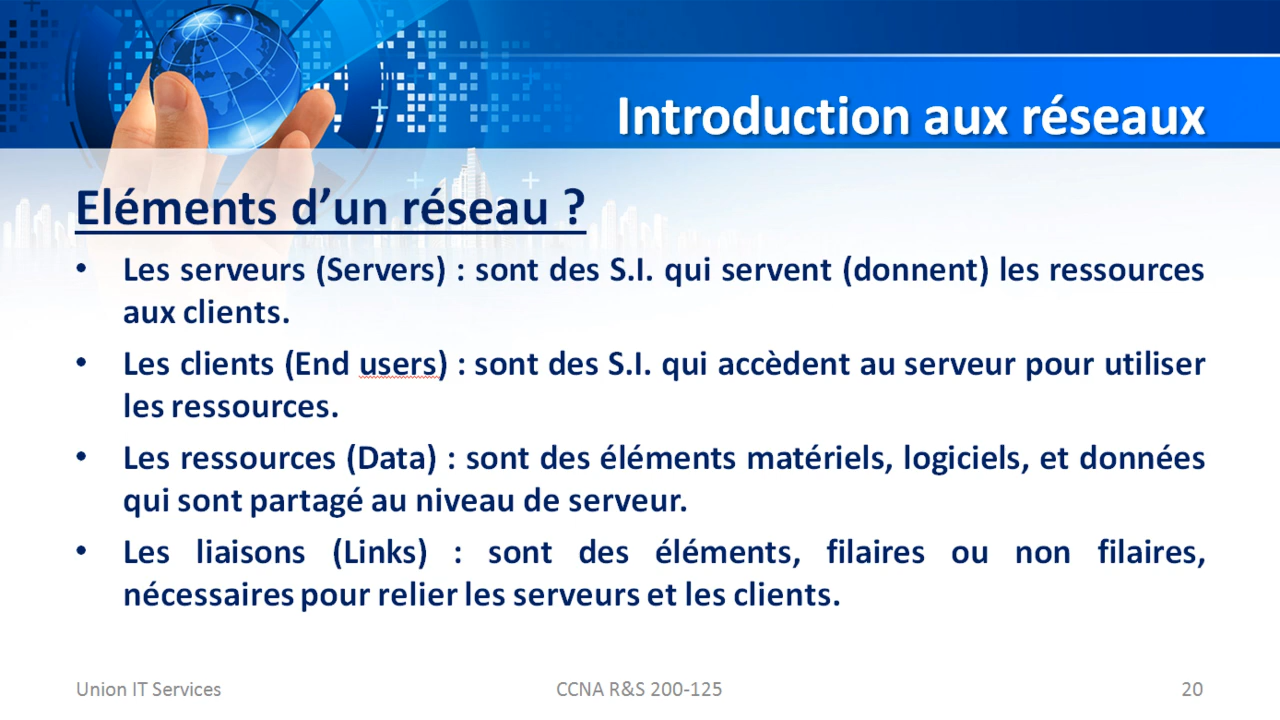 Introduction aux réseaux
Eléments d’un réseau ?
• Les serveurs (Servers) : sont des S.I. qui servent (donnent) les ressources
aux clients.
• Les clients (End users) : sont des S.I. qui accèdent au serveur pour utiliser
les ressources.
• Les ressources (Data) : sont des éléments matériels, logiciels, et données
qui sont partagé au niveau de serveur.
• Les liaisons (Links) : sont des éléments, filaires ou non filaires,
nécessaires pour relier les serveurs et les clients.
Union IT Services
CCNA R&S 200-125
20